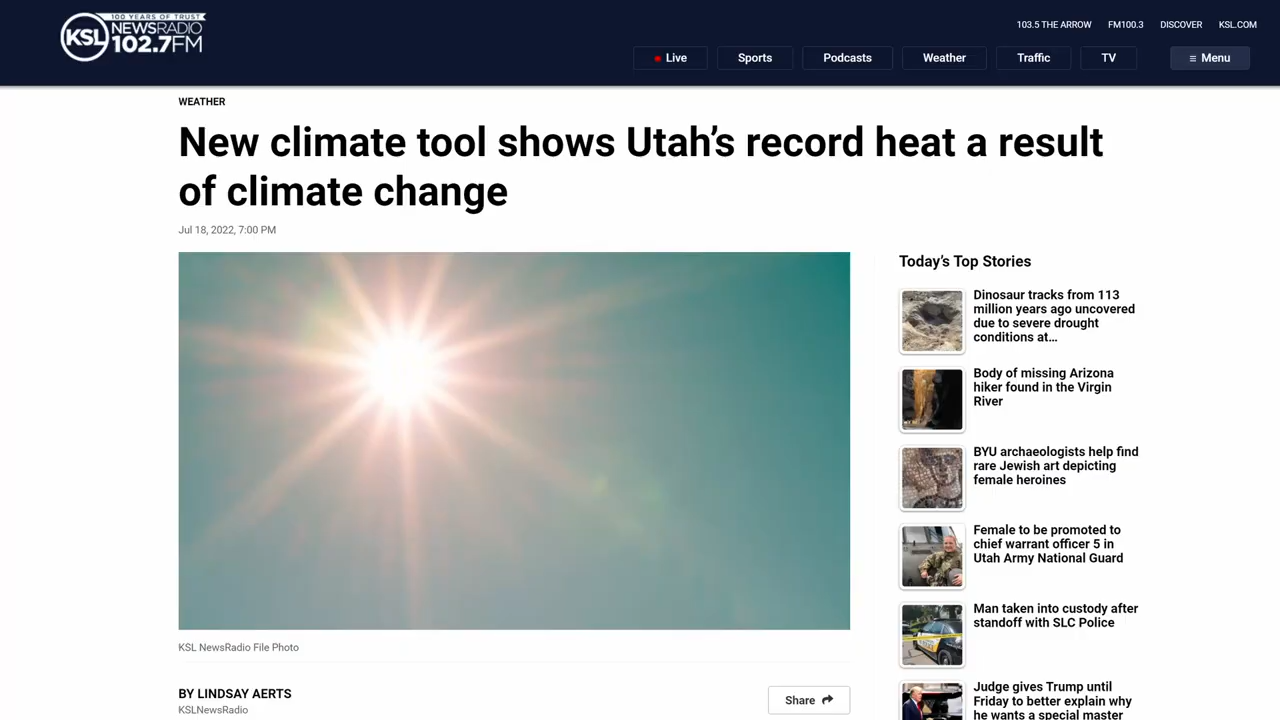 100 YEARS OF TRUST
KSL NEWSRADIO
102.7FM
103.5 THE ARROW FM100.3 DISCOVER KSL.COM
Live Sports Podcasts Weather Traffic TV ≡ Menu
WEATHER
New climate tool shows Utah’s record heat a result
of climate change
Jul 18, 2022, 7:00 PM
KSL NewsRadio File Photo
BY LINDSAY AERTS
KSLNewsRadio
Share
Today’s Top Stories
Dinosaur tracks from 113
million years ago uncovered
due to severe drought
conditions at…
Body of missing Arizona
hiker found in the Virgin
River
BYU archaeologists help find
rare Jewish art depicting
female heroines
Female to be promoted to
chief warrant officer 5 in
Utah Army National Guard
Man taken into custody after
standoff with SLC Police
Judge gives Trump until
Friday to better explain why
he wants a special master